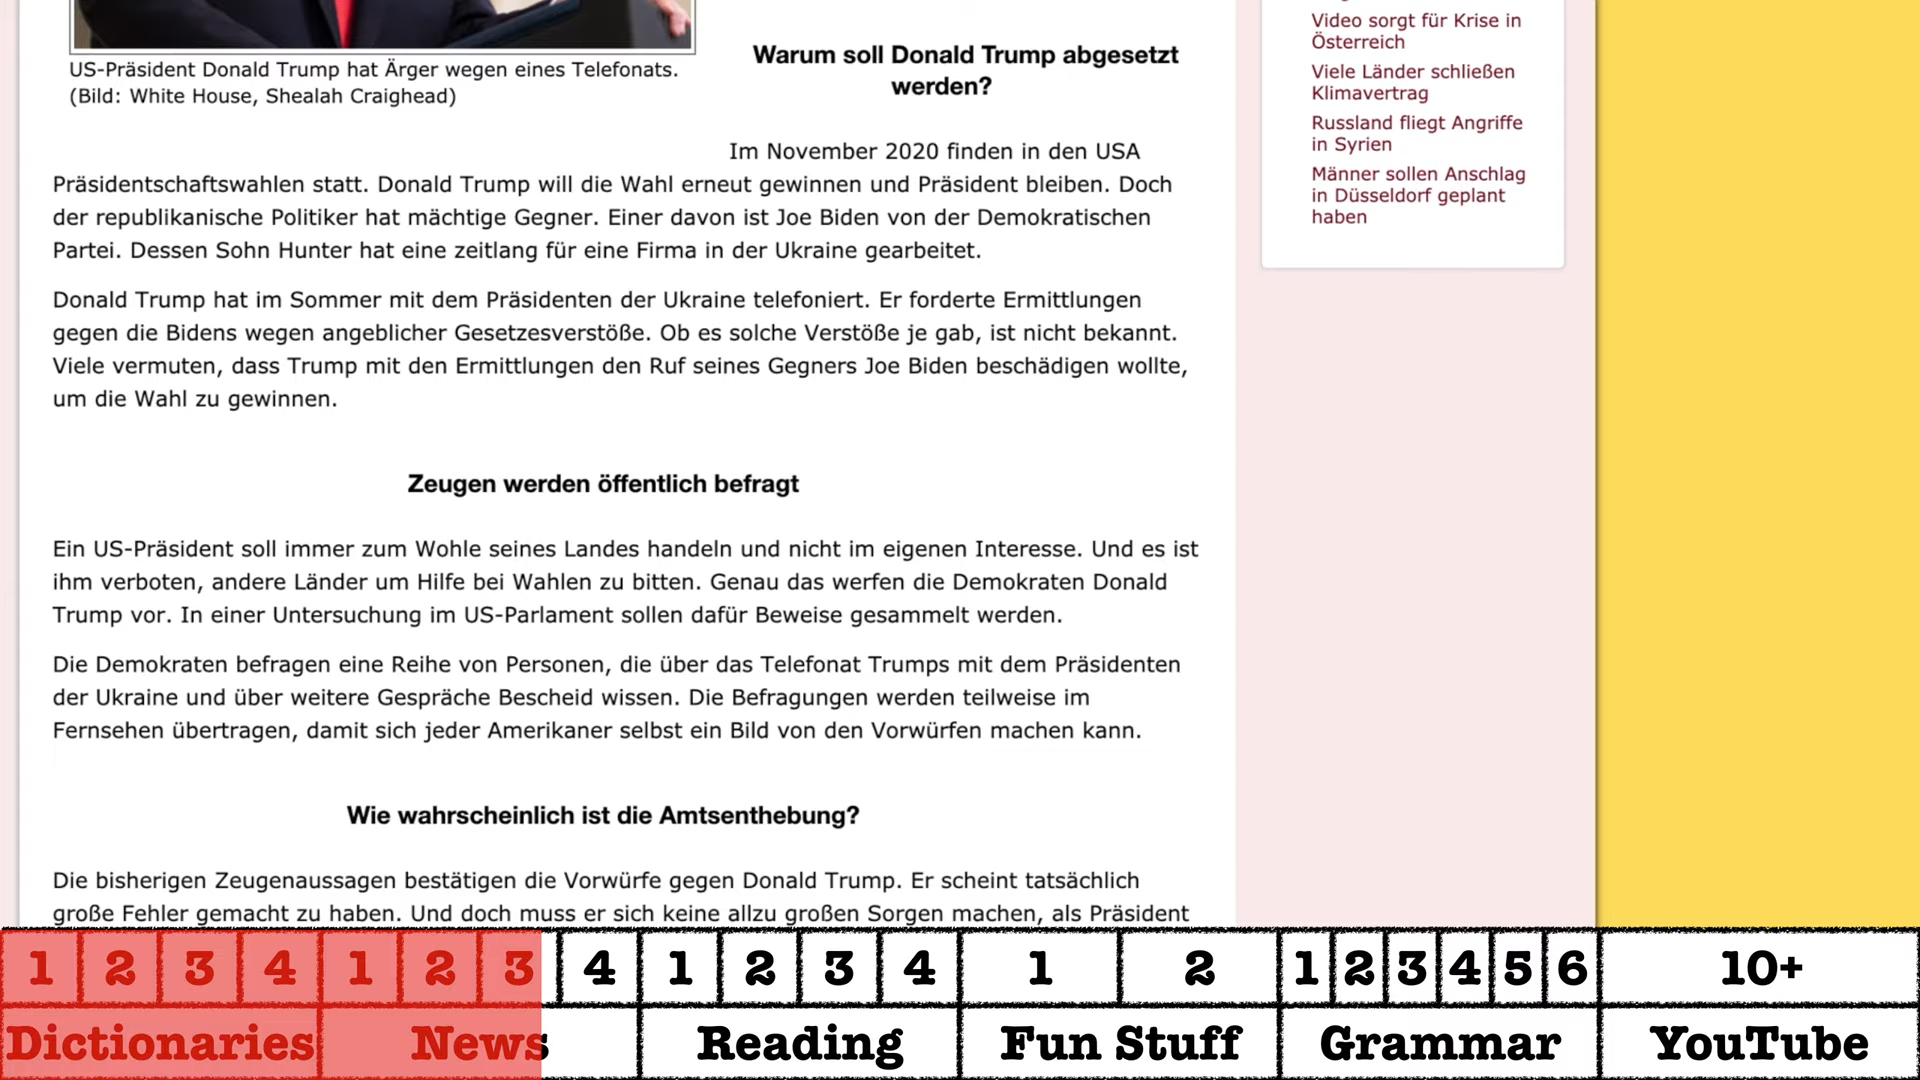 US-Präsident Donald Trump hat Ärger wegen eines Telefonats.
(Bild: White House, Shealah Craighead)
Warum soll Donald Trump abgesetzt
werden?
Im November 2020 finden in den USA
Präsidentschaftswahlen statt. Donald Trump will die Wahl erneut gewinnen und Präsident bleiben. Doch
der republikanische Politiker hat mächtige Gegner. Einer davon ist Joe Biden von der Demokratischen
Partei. Dessen Sohn Hunter hat eine zeitlang für eine Firma in der Ukraine gearbeitet.
Donald Trump hat im Sommer mit dem Präsidenten der Ukraine telefoniert. Er forderte Ermittlungen
gegen die Bidens wegen angeblicher Gesetzesverstöße. Ob es solche Verstöße je gab, ist nicht bekannt.
Viele vermuten, dass Trump mit den Ermittlungen den Ruf seines Gegners Joe Biden beschädigen wollte,
um die Wahl zu gewinnen.
Zeugen werden öffentlich befragt
Ein US-Präsident soll immer zum Wohle seines Landes handeln und nicht im eigenen Interesse. Und es ist
ihm verboten, andere Länder um Hilfe bei Wahlen zu bitten. Genau das werfen die Demokraten Donald
Trump vor. In einer Untersuchung im US-Parlament sollen dafür Beweise gesammelt werden.
Die Demokraten befragen eine Reihe von Personen, die über das Telefonat Trumps mit dem Präsidenten
der Ukraine und über weitere Gespräche Bescheid wissen. Die Befragungen werden teilweise im
Fernsehen übertragen, damit sich jeder Amerikaner selbst ein Bild von den Vorwürfen machen kann.
Wie wahrscheinlich ist die Amtsenthebung?
Die bisherigen Zeugenaussagen bestätigen die Vorwürfe gegen Donald Trump. Er scheint tatsächlich
große Fehler gemacht zu haben. Und doch muss er sich keine allzu großen Sorgen machen, als Präsident
Video sorgt für Krise in
Österreich
Viele Länder schließen
Klimavertrag
Russland fliegt Angriffe
in Syrien
Männer sollen Anschlag
in Düsseldorf geplant
haben
1 2 3 4 1 2 3 4 1 2 3 4 1 2 1 2 3 4 5 6 10+
Dictionaries News Reading Fun Stuff Grammar YouTube